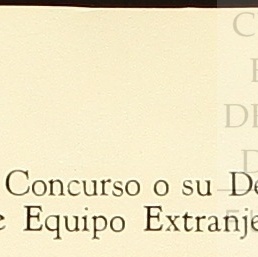 Concurso o su De
e Equipo Extranje